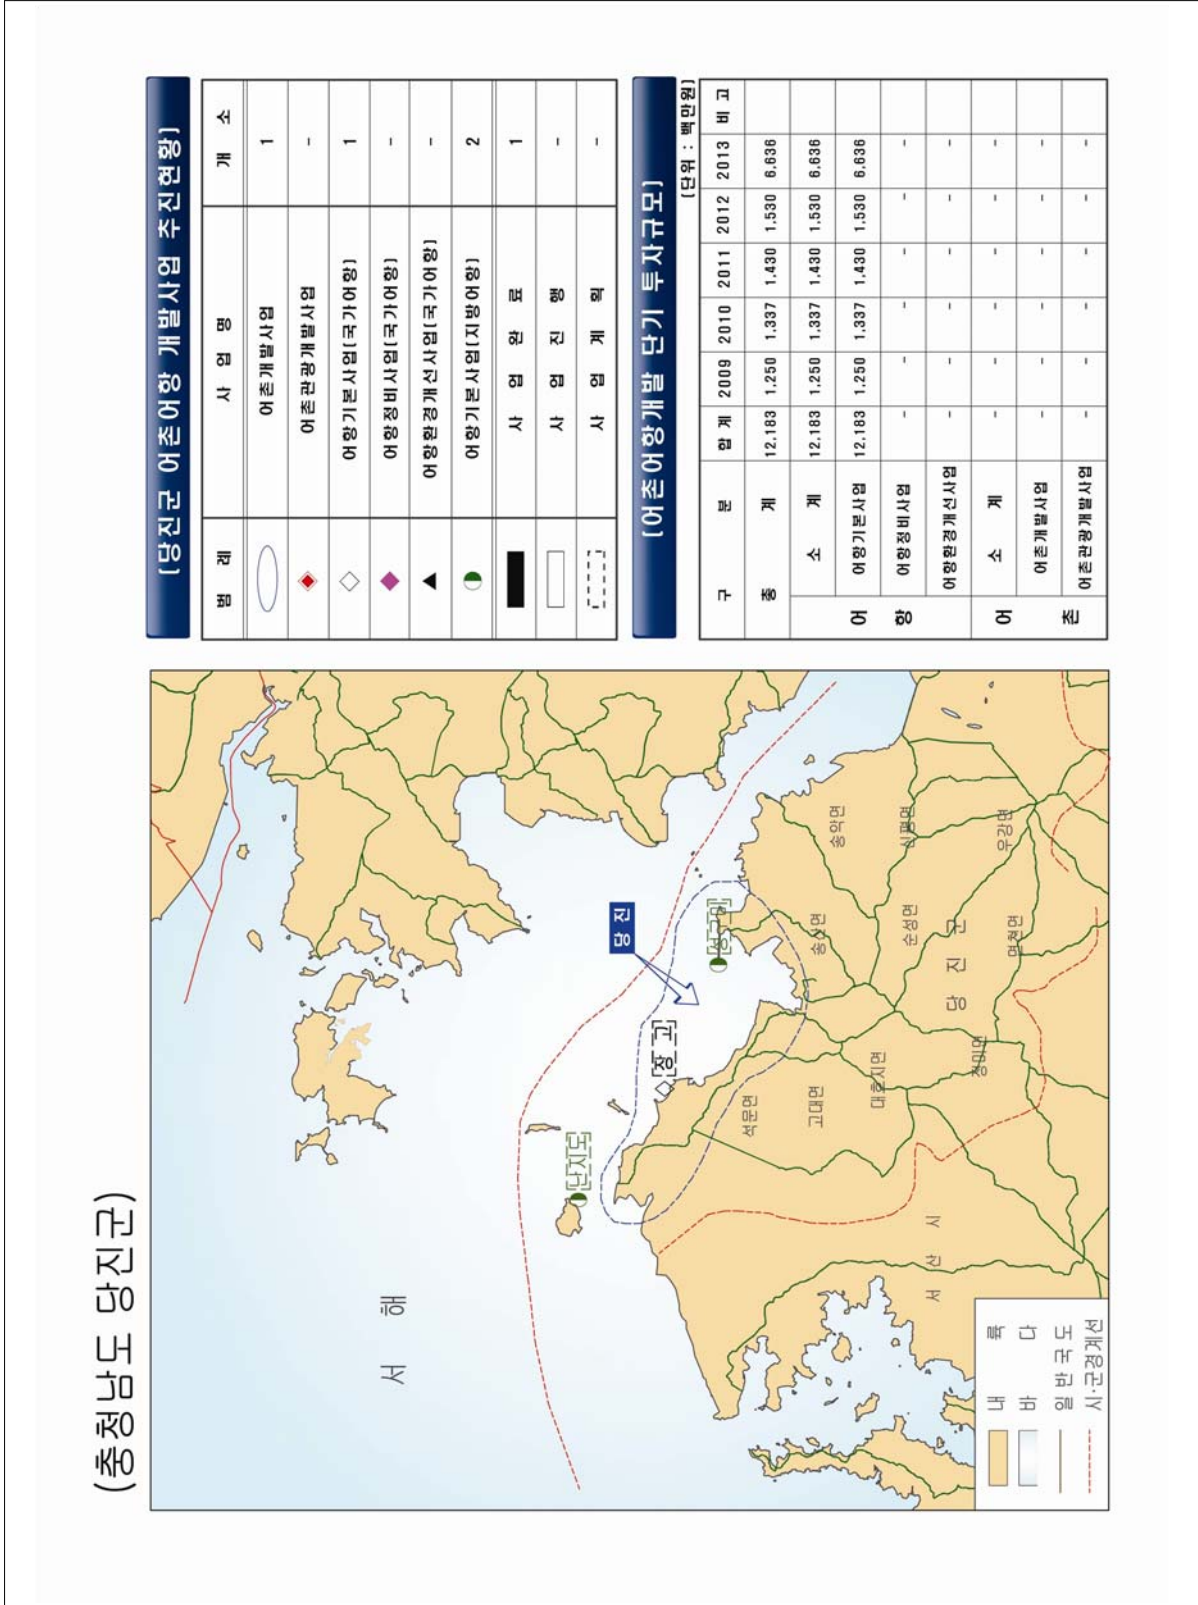 (충청남도 당진군)
서 해
난지도
장 고
당 진
성구미
석문면
고대면
대호지면
정미면
송산면
순성면
당 진 군
면천면
송악면
신평면
우강면
서 산 시
내 륙
바 다
일 반 국 도
시·군경계선
[당진군 어촌어항 개발사업 추진현황]
범 례 사 업 명 개 소
어촌개발사업 1
어촌관광개발사업 -
어항기본사업[국가어항] 1
어항정비사업[국가어항] -
어항환경개선사업[국가어항] -
어항기본사업[지방어항] 2
사 업 완 료 1
사 업 진 행 -
사 업 계 획 -
[어촌어항개발 단기 투자규모]
[단위 : 백만원]
구 분 합 계 2009 2010 2011 2012 2013 비 고
총 계 12,183 1,250 1,337 1,430 1,530 6,636
어 항 소 계 12,183 1,250 1,337 1,430 1,530 6,636
어항기본사업 12,183 1,250 1,337 1,430 1,530 6,636
어항정비사업 - - - - - -
어항환경개선사업 - - - - - -
어 촌 소 계 - - - - - -
어촌개발사업 - - - - - -
어촌관광개발사업 - - - - - -